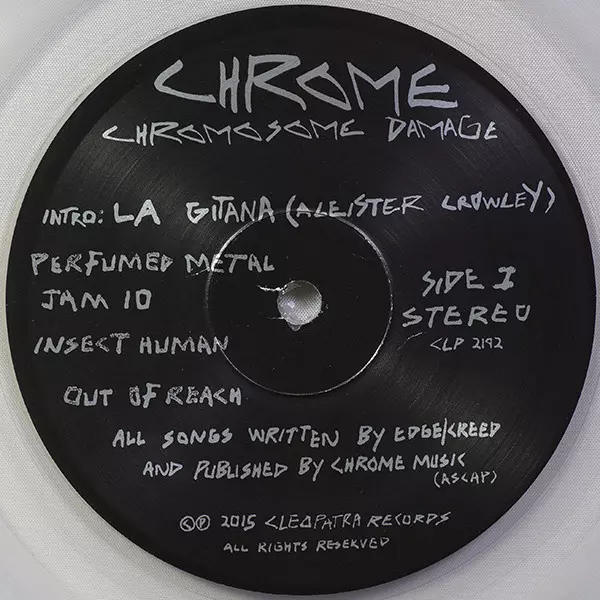 CHROME
CHROMOSOME DAMAGE
INTRO: LA GITANA (ALEISTER CROWLEY)
PERFUMED METAL
JAM 10
INSECT HUMAN
OUT OF REACH
SIDE I
STEREO
CLP 2192
ALL SONGS WRITTEN BY EDGE/CREED
AND PUBLISHED BY CHROME MUSIC
(ASCAP)
© ℗ 2015 CLEOPATRA RECORDS
ALL RIGHTS RESERVED